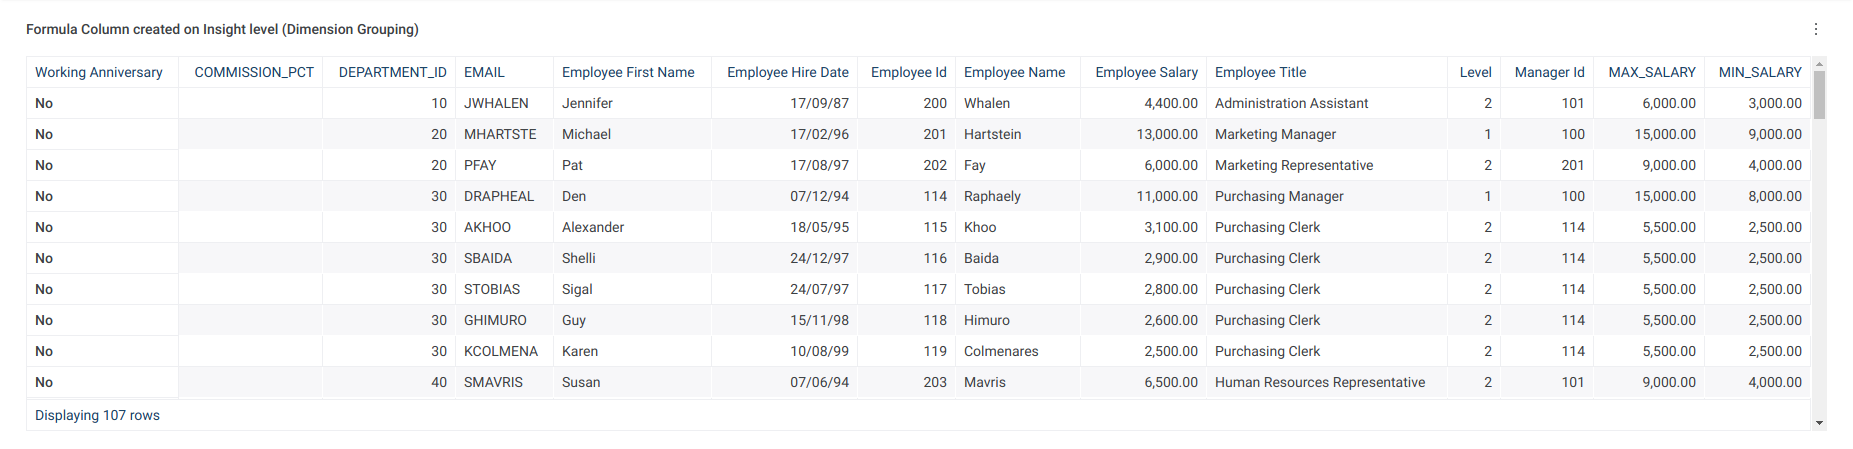 Formula Column created on Insight level (Dimension Grouping)
Working Anniversary COMMISSION_PCT DEPARTMENT_ID EMAIL Employee First Name Employee Hire Date Employee Id Employee Name Employee Salary Employee Title Level Manager Id MAX_SALARY MIN_SALARY
No 10 JWHALEN Jennifer 17/09/87 200 Whalen 4,400.00 Administration Assistant 2 101 6,000.00 3,000.00
No 20 MHARTSTE Michael 17/02/96 201 Hartstein 13,000.00 Marketing Manager 1 100 15,000.00 9,000.00
No 20 PFAY Pat 17/08/97 202 Fay 6,000.00 Marketing Representative 2 201 9,000.00 4,000.00
No 30 DRAPHEAL Den 07/12/94 114 Raphaely 11,000.00 Purchasing Manager 1 100 15,000.00 8,000.00
No 30 AKHOO Alexander 18/05/95 115 Khoo 3,100.00 Purchasing Clerk 2 114 5,500.00 2,500.00
No 30 SBAIDA Shelli 24/12/97 116 Baida 2,900.00 Purchasing Clerk 2 114 5,500.00 2,500.00
No 30 STOBIAS Sigal 24/07/97 117 Tobias 2,800.00 Purchasing Clerk 2 114 5,500.00 2,500.00
No 30 GHIMURO Guy 15/11/98 118 Himuro 2,600.00 Purchasing Clerk 2 114 5,500.00 2,500.00
No 30 KCOLMENA Karen 10/08/99 119 Colmenares 2,500.00 Purchasing Clerk 2 114 5,500.00 2,500.00
No 40 SMAVRIS Susan 07/06/94 203 Mavris 6,500.00 Human Resources Representative 2 101 9,000.00 4,000.00
Displaying 107 rows